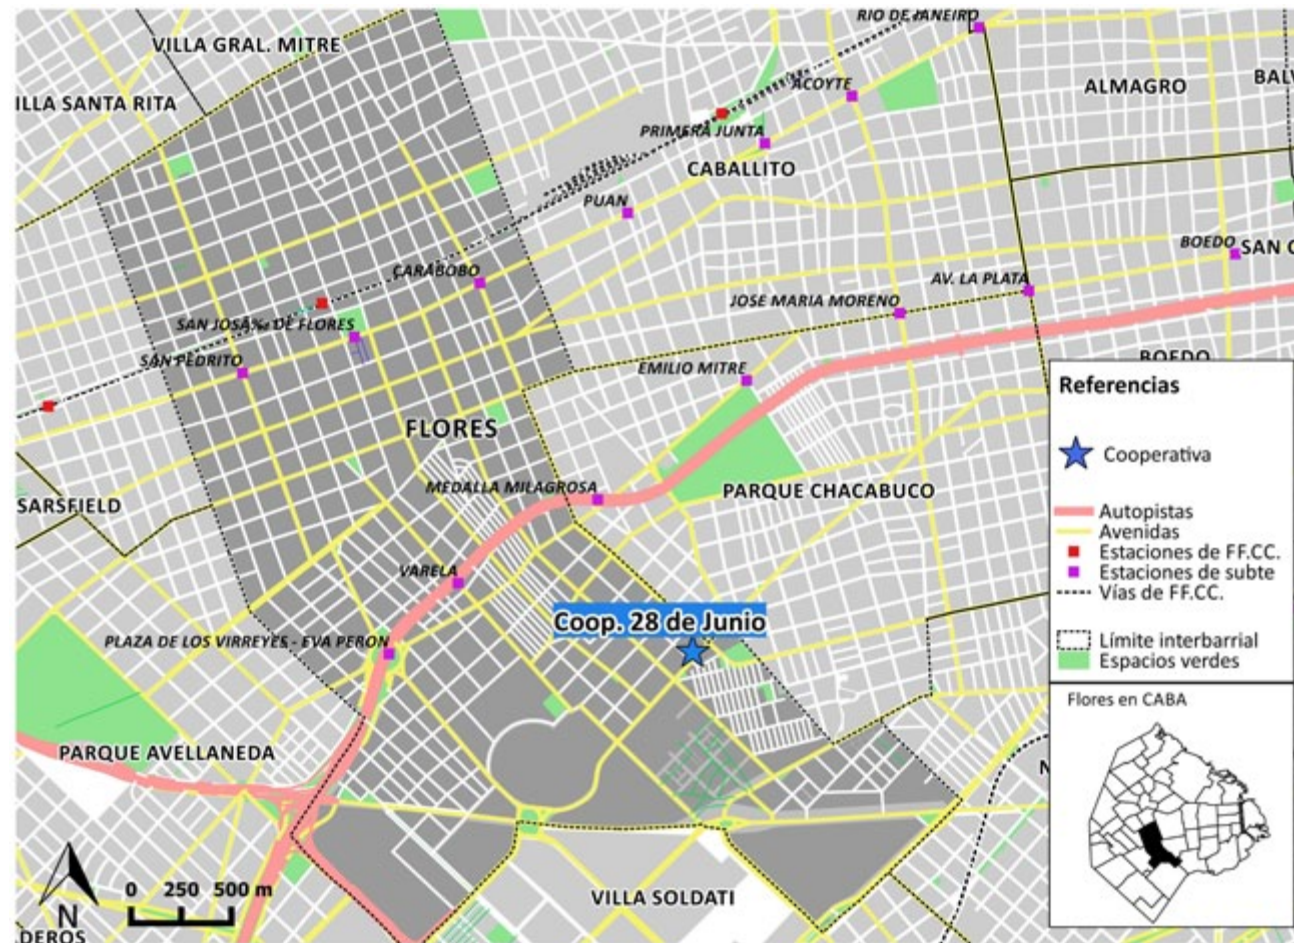 RIO DE JANEIRO
VILLA GRAL. MITRE
ACOYTE
ALMAGRO
BALV
ILLA SANTA RITA
PRIMERA JUNTA
CABALLITO
PUAN
BOEDO
SAN C
CARABOBO
AV. LA PLATA
JOSE MARIA MORENO
SAN JOSÃ‰ DE FLORES
SAN PEDRITO
BOEDO
EMILIO MITRE
FLORES
MEDALLA MILAGROSA
PARQUE CHACABUCO
SARSFIELD
VARELA
Coop. 28 de Junio
PLAZA DE LOS VIRREYES - EVA PERON
PARQUE AVELLANEDA
N
VILLA SOLDATI
0 250 500 m
N
DEROS
Referencias
Cooperativa
Autopistas
Avenidas
Estaciones de FF.CC.
Estaciones de subte
Vías de FF.CC.
Límite interbarrial
Espacios verdes
Flores en CABA